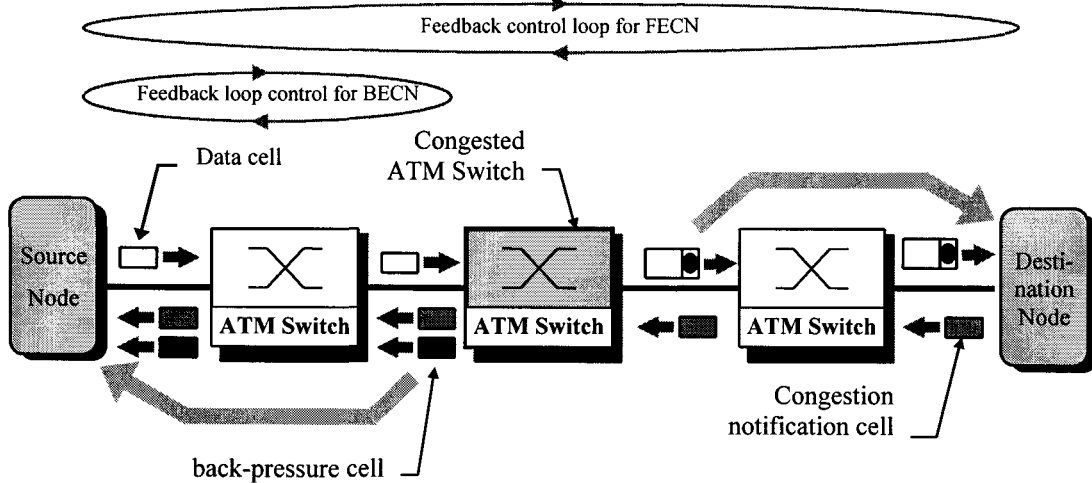 Feedback control loop for FECN
Feedback loop control for BECN
Data cell
Congested
ATM Switch
Source
Node
ATM Switch
ATM Switch
ATM Switch
Desti-
nation
Node
Congestion
notification cell
back-pressure cell